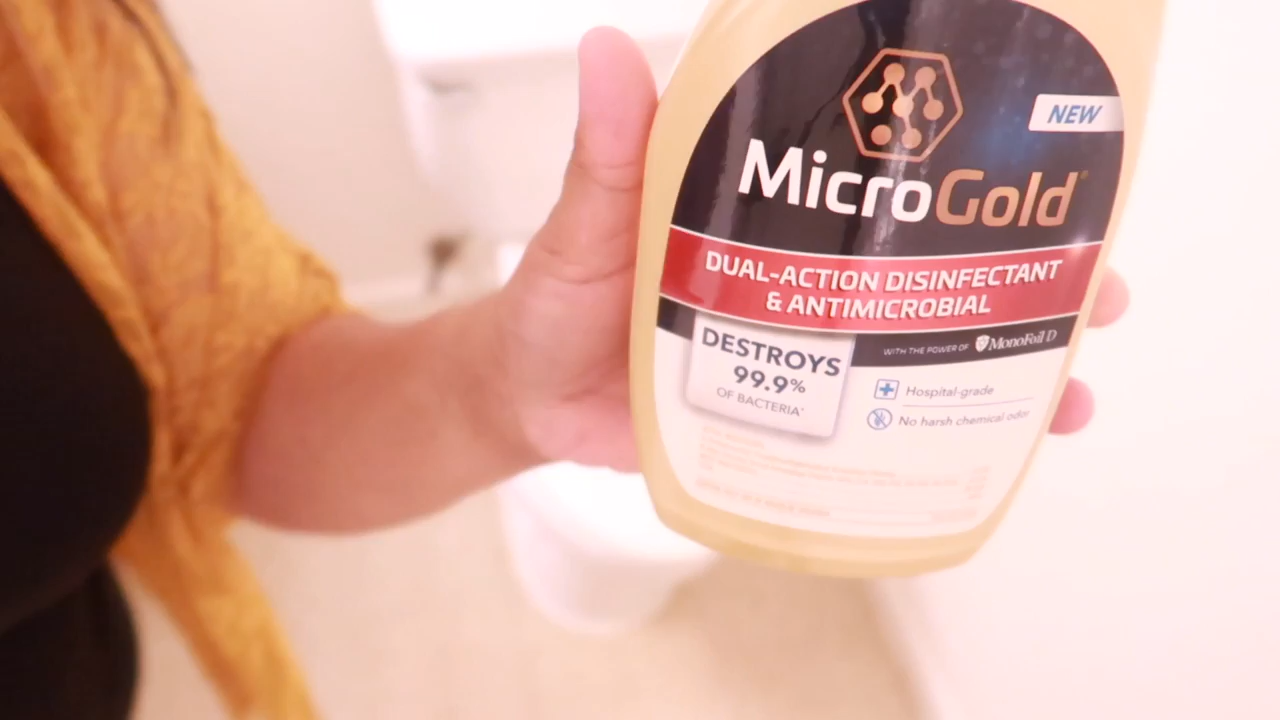 NEW
MicroGold®
DUAL-ACTION DISINFECTANT
& ANTIMICROBIAL
WITH THE POWER OF MonoFoil D
DESTROYS
99.9%
OF BACTERIA*
Hospital-grade
No harsh chemical odor